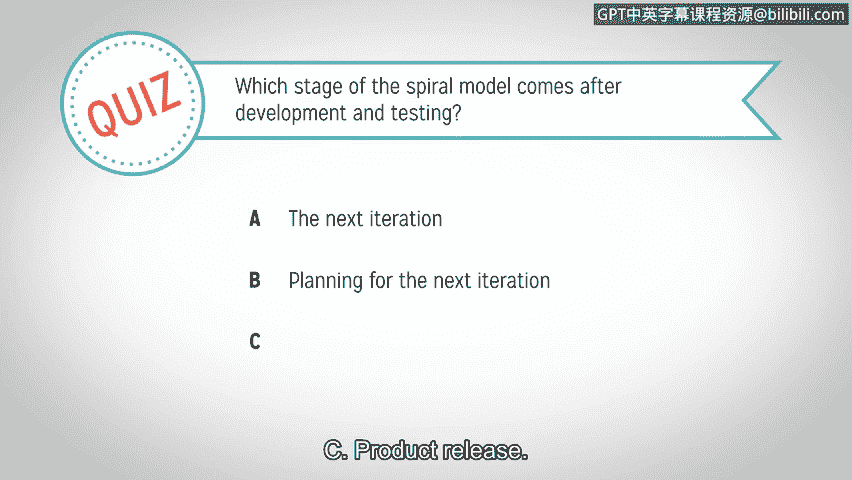 GPT中英字幕课程资源@bilibili.com
QUIZ
Which stage of the spiral model comes after
development and testing?
A The next iteration
B Planning for the next iteration
C
C. Product release.